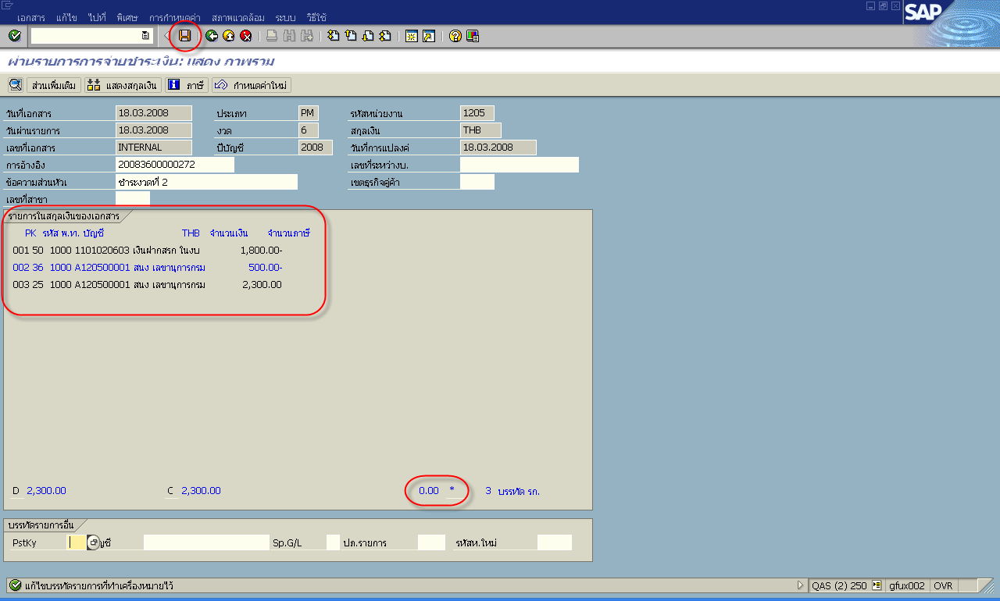 เอกสาร แก้ไข ไปที่ พิเศษ การกำหนดค่า สภาพแวดล้อม ระบบ วิธีใช้
SAP
ผ่านรายการการจ่ายชำระเงิน: แสดง ภาพรวม
ส่วนเพิ่มเติม แสดงสกุลเงิน ภาษี กำหนดค่าใหม่
วันที่เอกสาร 18.03.2008 ประเภท PM รหัสหน่วยงาน 1205
วันผ่านรายการ 18.03.2008 งวด 6 สกุลเงิน THB
เลขที่เอกสาร INTERNAL ปีบัญชี 2008 วันที่การแปลงค่ 18.03.2008
การอ้างอิง 20083600000272 เลขที่ระหว่างบ.
ข้อความส่วนหัวเ ชำระงวดที่ 2 เขตธุรกิจคู่ค้า
เลขที่สาขา
รายการในสกุลเงินของเอกสาร
PK รหัส พ.ท. บัญชี THB จำนวนเงิน จำนวนภาษี
001 50 1000 1101020603 เงินฝากสรก ในงบ 1,800.00-
002 36 1000 A120500001 สนง เลขานุการกรม 500.00-
003 25 1000 A120500001 สนง เลขานุการกรม 2,300.00
D 2,300.00 C 2,300.00 0.00 * 3 บรรทัด รก.
บรรทัดรายการอื่น
PstKy ชี Sp.G/L ปภ.รายการ รหัสห.ใหม่
แก้ไขบรรทัดรายการที่ทำเครื่องหมายไว้ QAS (2) 250 gfux002 OVR